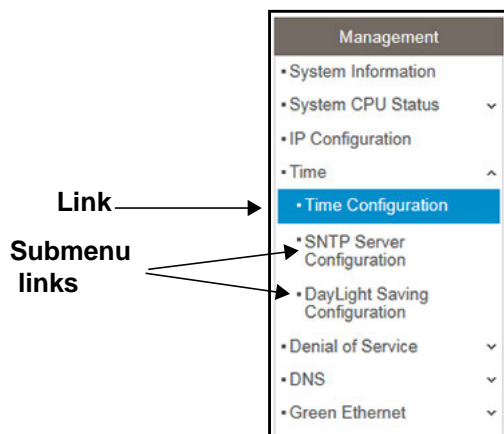 Management
System Information
System CPU Status
IP Configuration
Time
Link
Time Configuration
Submenu
links
SNTP Server
Configuration
DayLight Saving
Configuration
Denial of Service
DNS
Green Ethernet